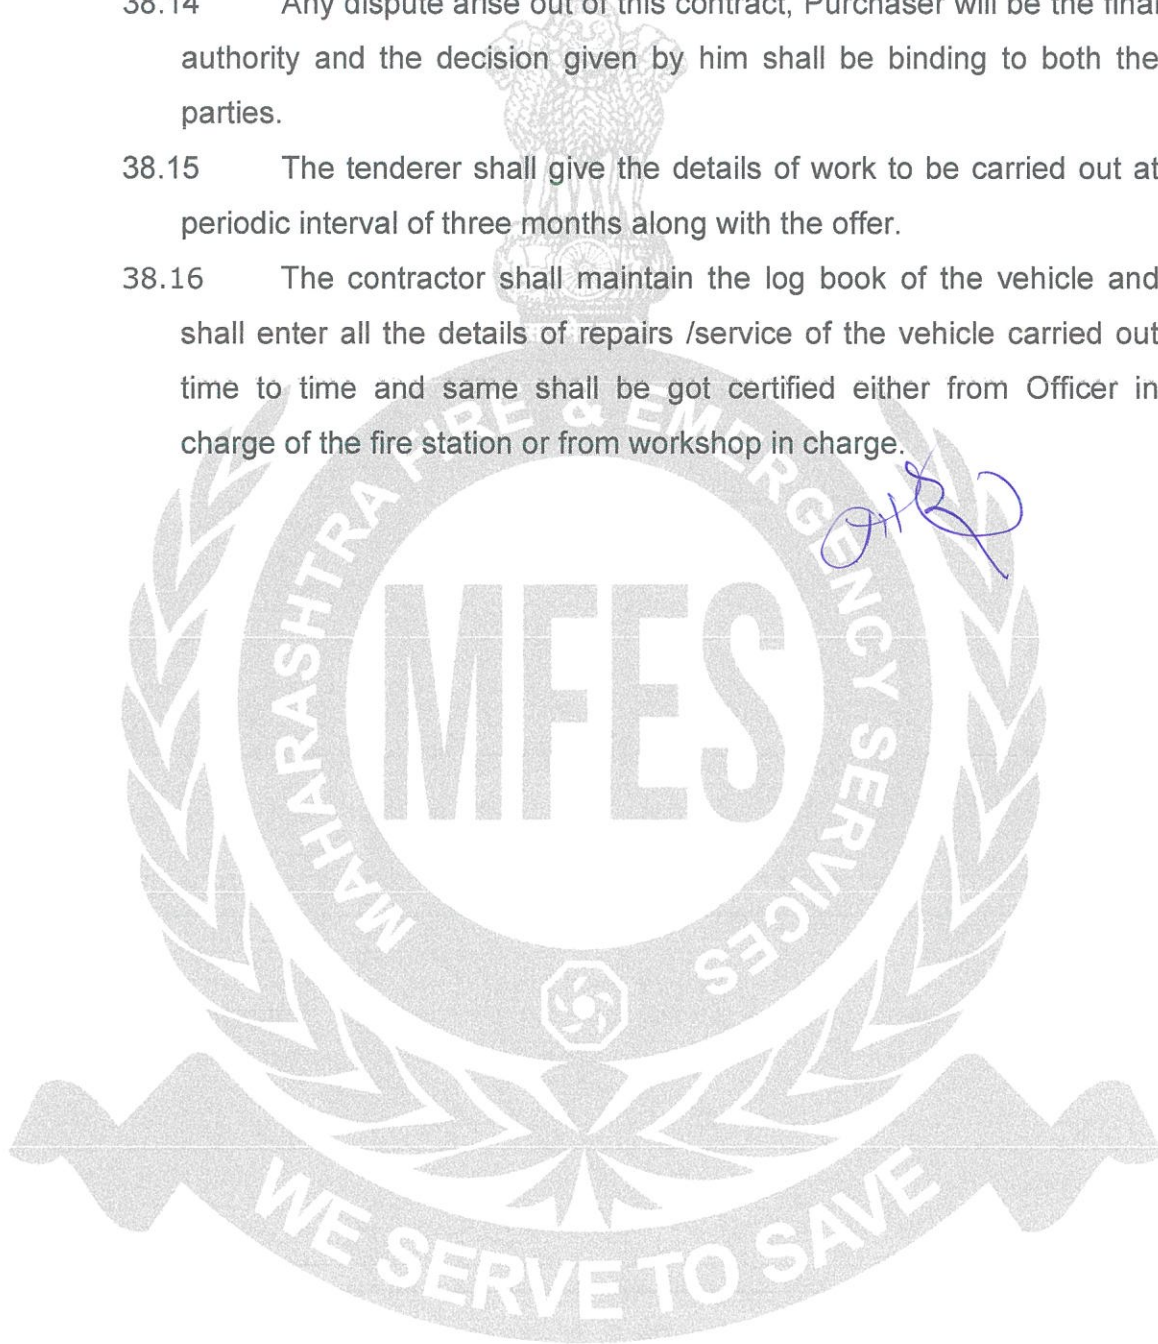 38.14 Any dispute arise out of this contract, Purchaser will be the final
authority and the decision given by him shall be binding to both the
parties.
38.15 The tenderer shall give the details of work to be carried out at
periodic interval of three months along with the offer.
38.16 The contractor shall maintain the log book of the vehicle and
shall enter all the details of repairs /service of the vehicle carried out
time to time and same shall be got certified either from Officer in
charge of the fire station or from workshop in charge.
MAHARASHTRA FIRE & EMERGENCY SERVICES
MFES
WE SERVE TO SAVE